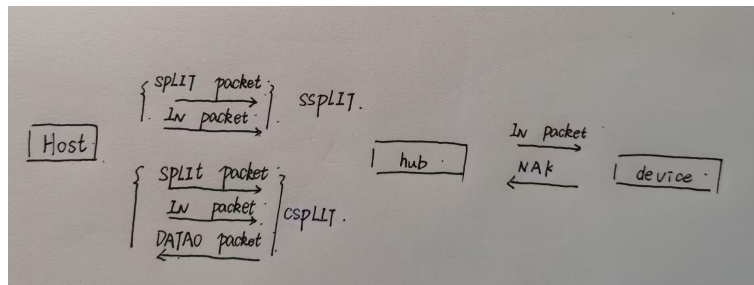 Host
SPLIT packet
IN packet
SSPLIT.
SPLIt packet
IN packet
DATA0 packet
CSPLIT.
hub
IN packet
NAK
device